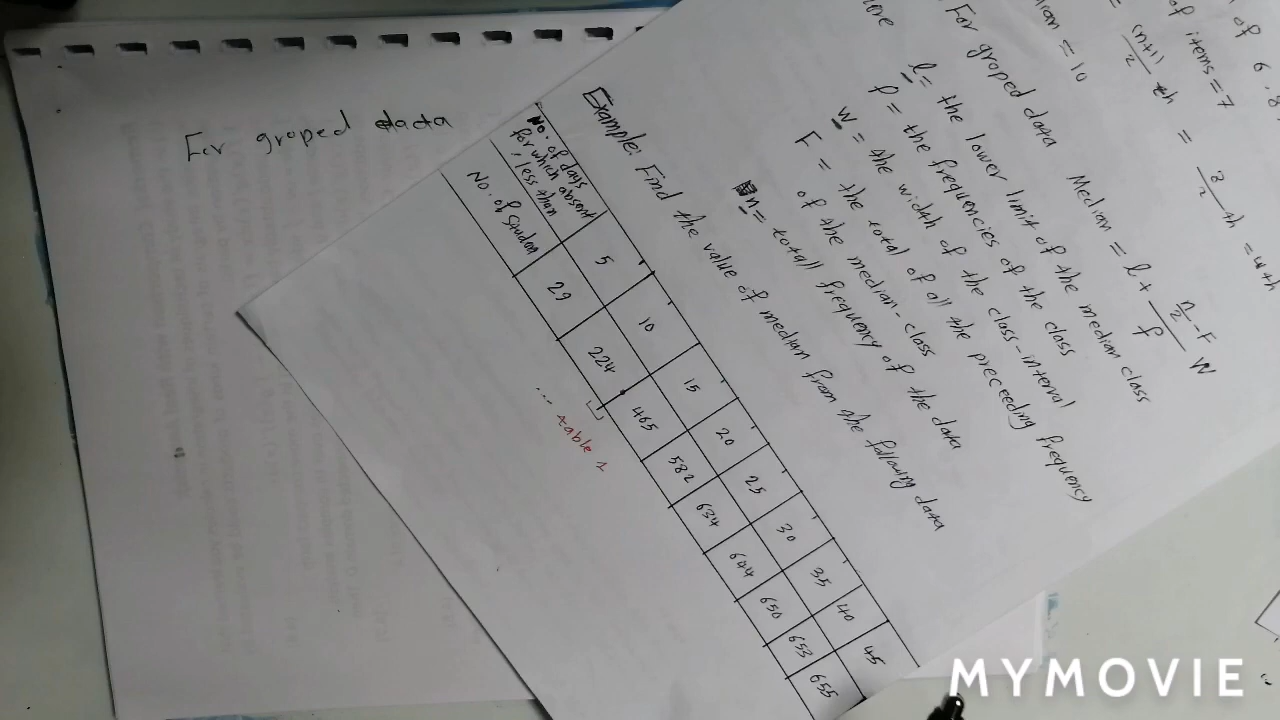 For groped data
of 6.
of items = 7
= (n+1)/2 th = 8/2 th = 4th
= 10
For groped data Median = l + n/2 - F / f W
l = the lower limit of the median class
f = the frequencies of the class
w = the width of the class-interval
F = the total of all the preceeding frequency
of the median-class
n = totall frequency of the data
Example: Find the value of median from the following data
No. of days for which absent, less than 5 10 15 20 25 30 35 40 45
No. of Studen 29 224 465 582 634 644 650 653 655
... table 1
MYMOVIE